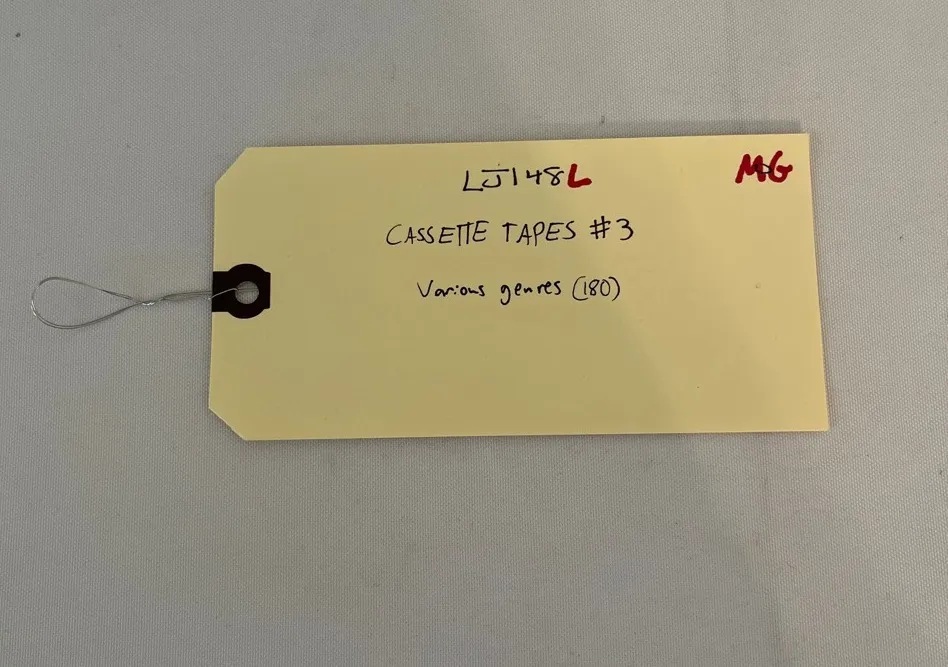 LJ148L
MG
CASSETTE TAPES #3
Various genres (180)